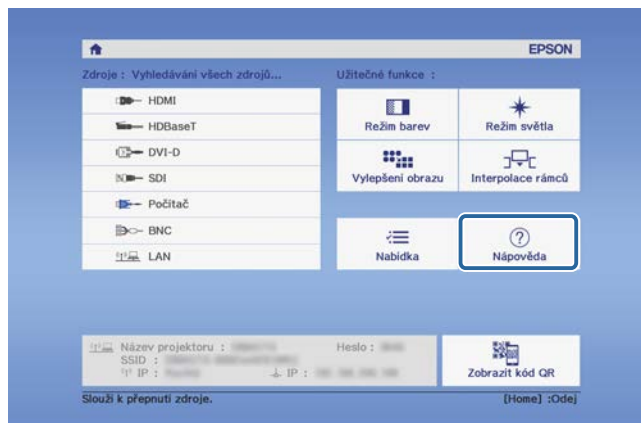 EPSON
Zdroje : Vyhledávání všech zdrojů...
HDMI
HDBaseT
DVI-D
SDI
Počítač
BNC
LAN
Užitečné funkce :
Režim barev
Režim světla
Vylepšení obrazu
Interpolace rámců
Nabídka
Nápověda
Název projektoru :
Heslo :
SSID :
IP :
IP :
Zobrazit kód QR
Slouží k přepnutí zdroje.
[Home] :Odej